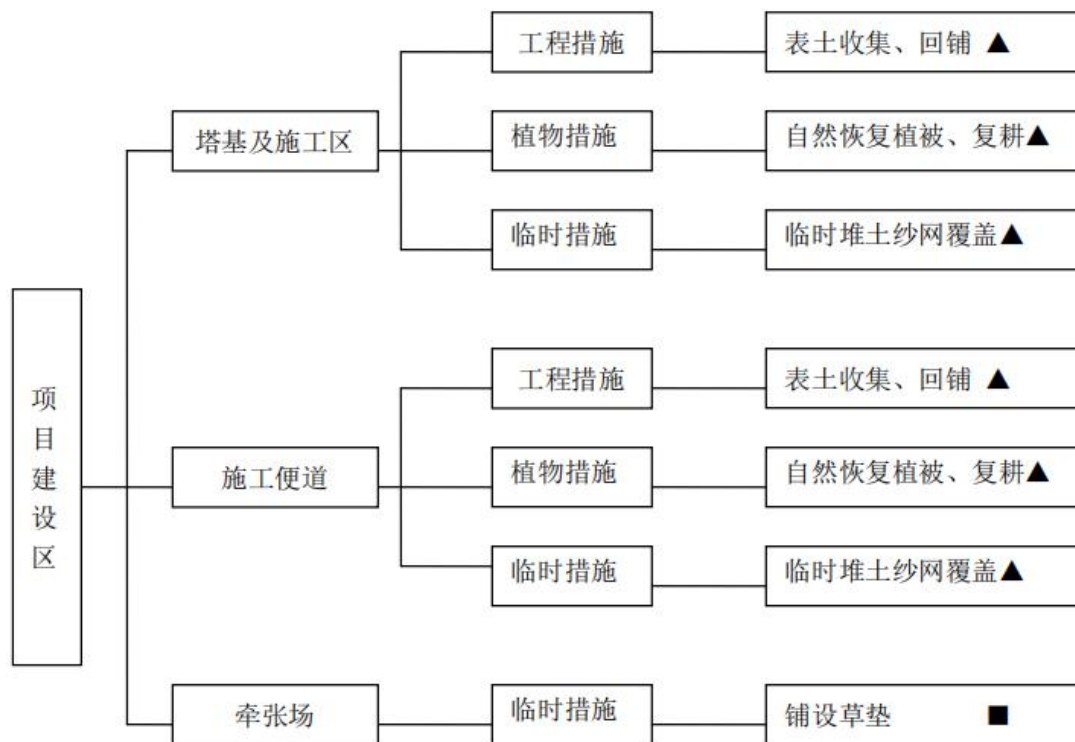 工程措施
表土收集、回铺 ▲
塔基及施工区
植物措施
自然恢复植被、复耕▲
临时措施
临时堆土纱网覆盖▲
项目建设区
工程措施
表土收集、回铺 ▲
施工便道
植物措施
自然恢复植被、复耕▲
临时措施
临时堆土纱网覆盖▲
牵张场
临时措施
铺设草垫 ■